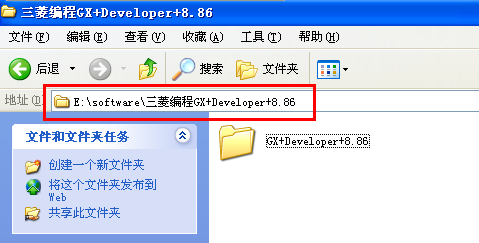 三菱编程GX+Developer+8.86
文件(F) 编辑(E) 查看(V) 收藏(A) 工具(T) 帮助(H)
后退 搜索 文件夹
地址(D) E:\software\三菱编程GX+Developer+8.86
文件和文件夹任务
GX+Developer+8.86
创建一个新文件夹
将这个文件夹发布到
Web
共享此文件夹